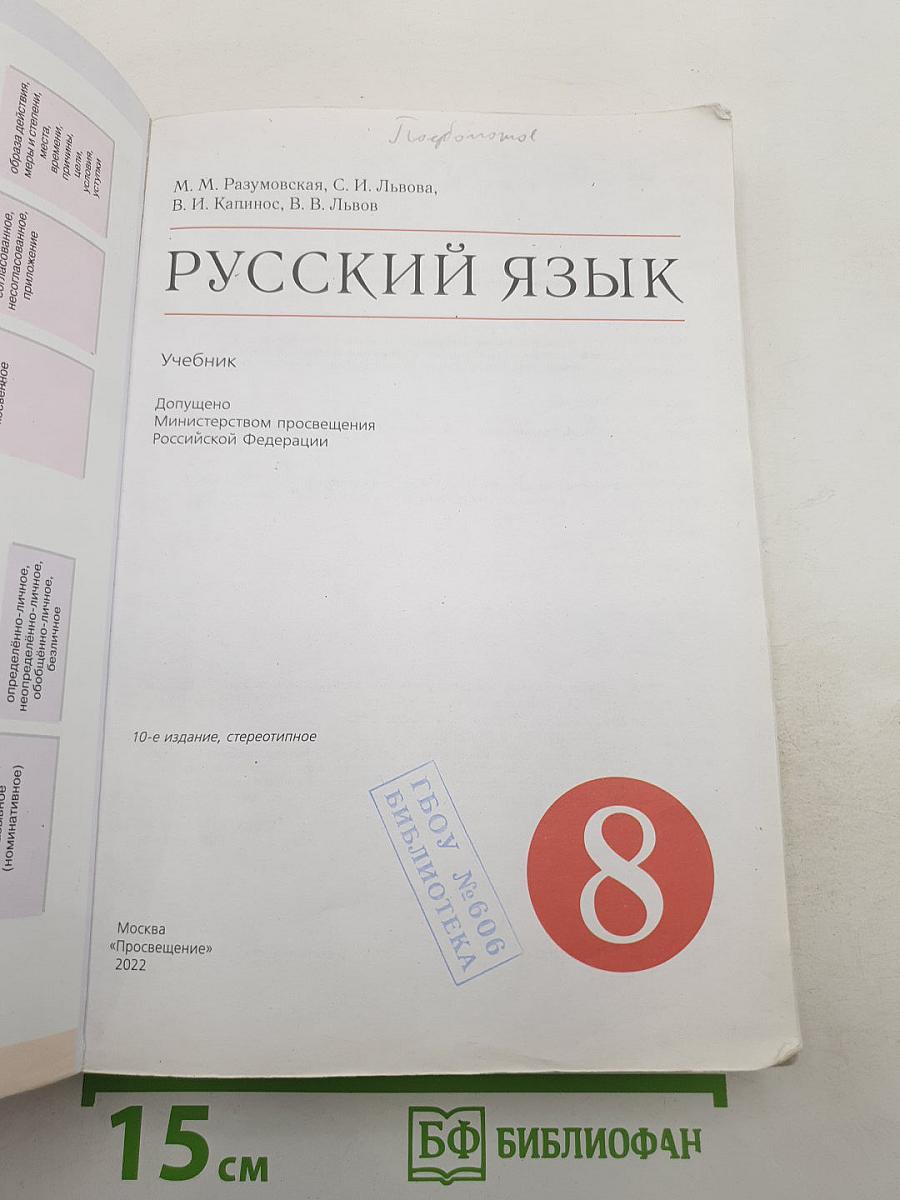 образа действия,
меры и степени,
места,
времени,
причины,
цели,
условия,
уступки
несогласованное,
приложение
определённо-личное,
неопределённо-личное,
обобщённо-личное,
безличное
(номинативное)
М. М. Разумовская, С. И. Львова,
В. И. Капинос, В. В. Львов
РУССКИЙ ЯЗЫК
Учебник
Допущено
Министерством просвещения
Российской Федерации
10-е издание, стереотипное
ГБОУ №606
БИБЛИОТЕКА
8
Москва
«Просвещение»
2022
15 см
БФ БИБЛИОФАН